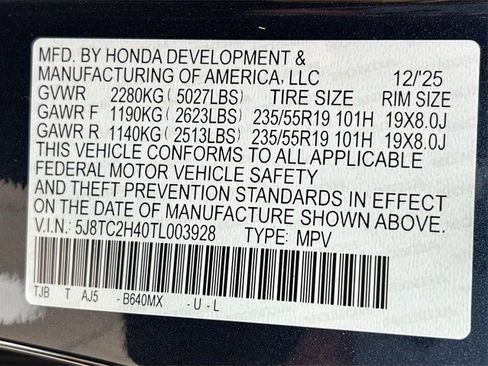 MFD. BY HONDA DEVELOPMENT &
MANUFACTURING OF AMERICA, LLC 12/'25
GVWR 2280KG ( 5027LBS) TIRE SIZE RIM SIZE
GAWR F 1190KG ( 2623LBS) 235/55R19 101H 19X8.0J
GAWR R 1140KG ( 2513LBS) 235/55R19 101H 19X8.0J
THIS VEHICLE CONFORMS TO ALL APPLICABLE
FEDERAL MOTOR VEHICLE SAFETY
AND THEFT PREVENTION STANDARDS IN EFFECT
ON THE DATE OF MANUFACTURE SHOWN ABOVE.
V.I.N.: 5J8TC2H40TL003928 TYPE: MPV
TJB T AJ5 - B640MX - U - L